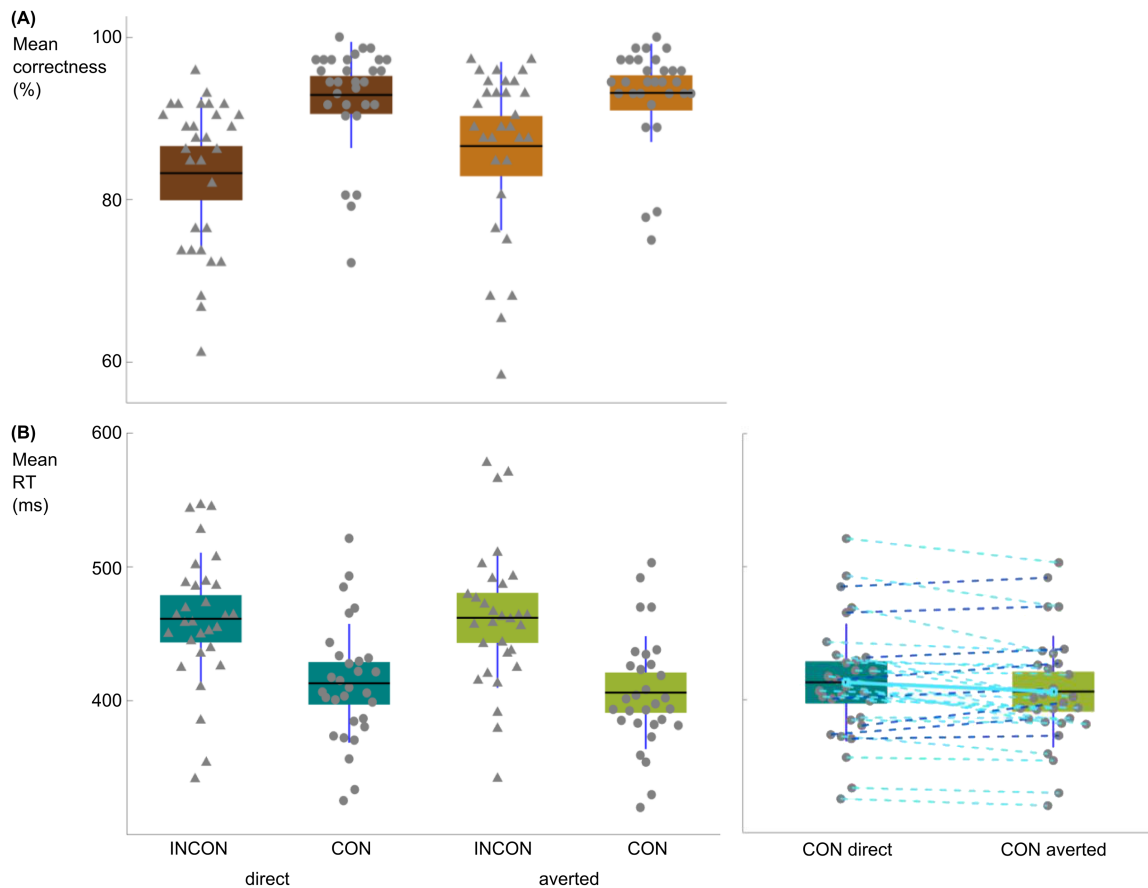 (A)
Mean
correctness
(%)
100
80
60
(B)
Mean
RT
(ms)
600
500
400
INCON CON INCON CON
direct averted
CON direct CON averted